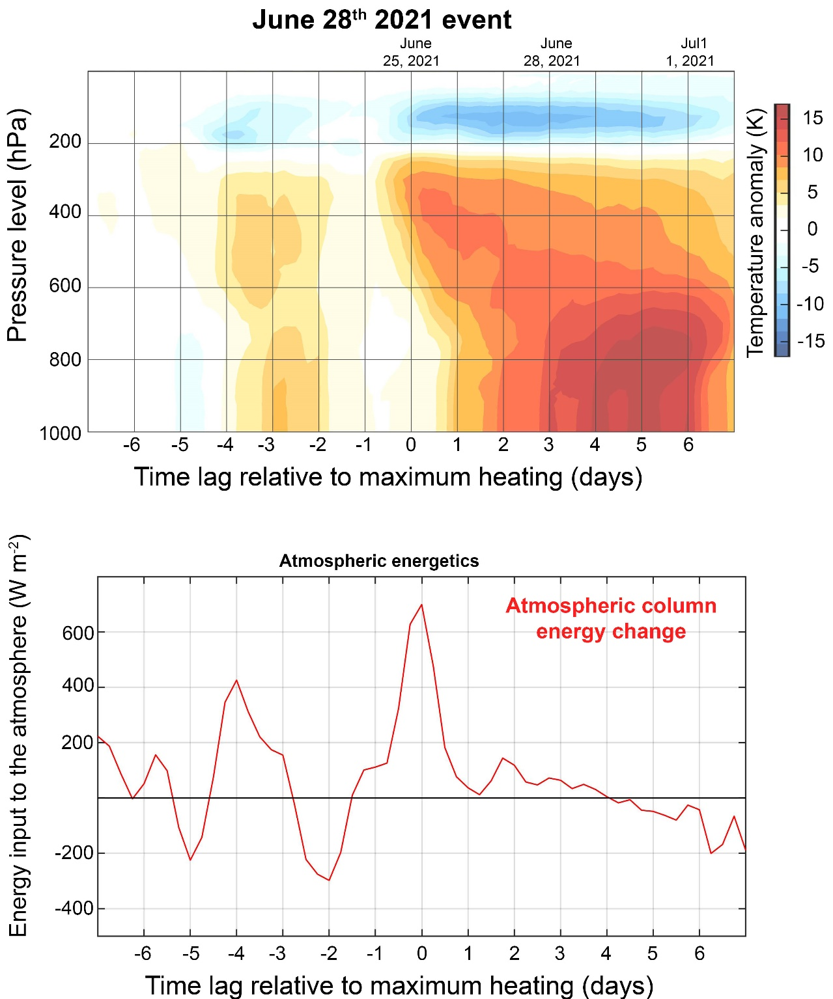 June 28th 2021 event
June June Jul1
25, 2021 28, 2021 1, 2021
Pressure level (hPa)
200
400
600
800
1000
-6 -5 -4 -3 -2 -1 0 1 2 3 4 5 6
Time lag relative to maximum heating (days)
Temperature anomaly (K)
15
10
5
0
-5
-10
-15
Atmospheric energetics
Energy input to the atmosphere (W m-2)
Atmospheric column
energy change
600
400
200
-200
-400
-6 -5 -4 -3 -2 -1 0 1 2 3 4 5 6
Time lag relative to maximum heating (days)